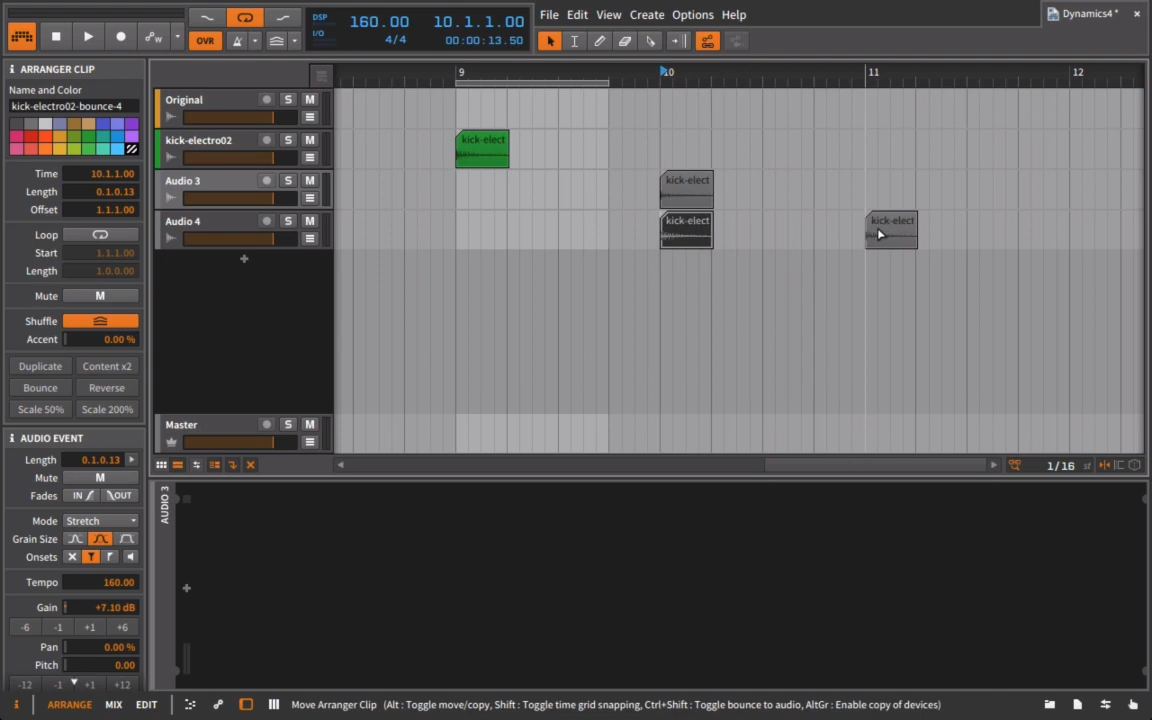 DSP
I/O
160.00
10.1.1.00
4/4
00:00:13.50
OVR
W
File Edit View Create Options Help
Dynamics4 *
ARRANGER CLIP
Name and Color
kick-electro02-bounce-4
Time 10.1.1.00
Length 0.1.0.13
Offset 1.1.1.00
Loop
Start 1.1.1.00
Length 1.0.0.00
Mute M
Shuffle
Accent 0.00 %
Duplicate Content x2
Bounce Reverse
Scale 50% Scale 200%
AUDIO EVENT
Length 0.1.0.13
Mute M
Fades IN OUT
Mode Stretch
Grain Size
Onsets
Tempo 160.00
Gain +7.10 dB
-6 -1 +1 +6
Pan 0.00 %
Pitch 0.00
-12 -1 +1 +12
9 10 11 12
Original S M
kick-electro02 S M
kick-elect
Audio 3 S M
kick-elect
Audio 4 S M
kick-elect kick-elect
Master S M
1/16 st
AUDIO 3
i ARRANGE MIX EDIT
Move Arranger Clip (Alt : Toggle move/copy, Shift : Toggle time grid snapping, Ctrl+Shift : Toggle bounce to audio, AltGr : Enable copy of devices)